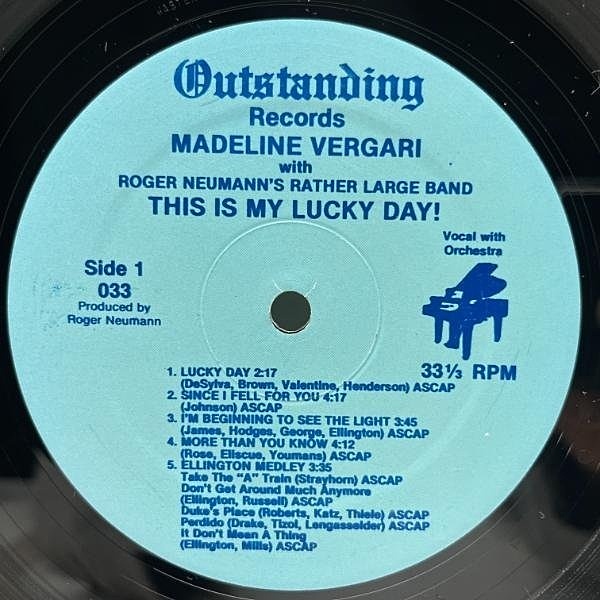 Outstanding
Records
MADELINE VERGARI
with
ROGER NEUMANN'S RATHER LARGE BAND
THIS IS MY LUCKY DAY!
Vocal with
Orchestra
Side 1
033
Produced by
Roger Neumann
33⅓ RPM
1. LUCKY DAY 2:17
(DeSylva, Brown, Valentine, Henderson) ASCAP
2. SINCE I FELL FOR YOU 4:17
(Johnson) ASCAP
3. I'M BEGINNING TO SEE THE LIGHT 3:45
(James, Hodges, George, Ellington) ASCAP
4. MORE THAN YOU KNOW 4:12
(Rose, Eliscue, Youmans) ASCAP
5. ELLINGTON MEDLEY 3:35
Take The "A" Train (Strayhorn) ASCAP
Don't Get Around Much Anymore
(Ellington, Russell) ASCAP
Duke's Place (Roberts, Katz, Thiele) ASCAP
Perdido (Drake, Tizol, Lengasselder) ASCAP
It Don't Mean A Thing
(Ellington, Mills) ASCAP